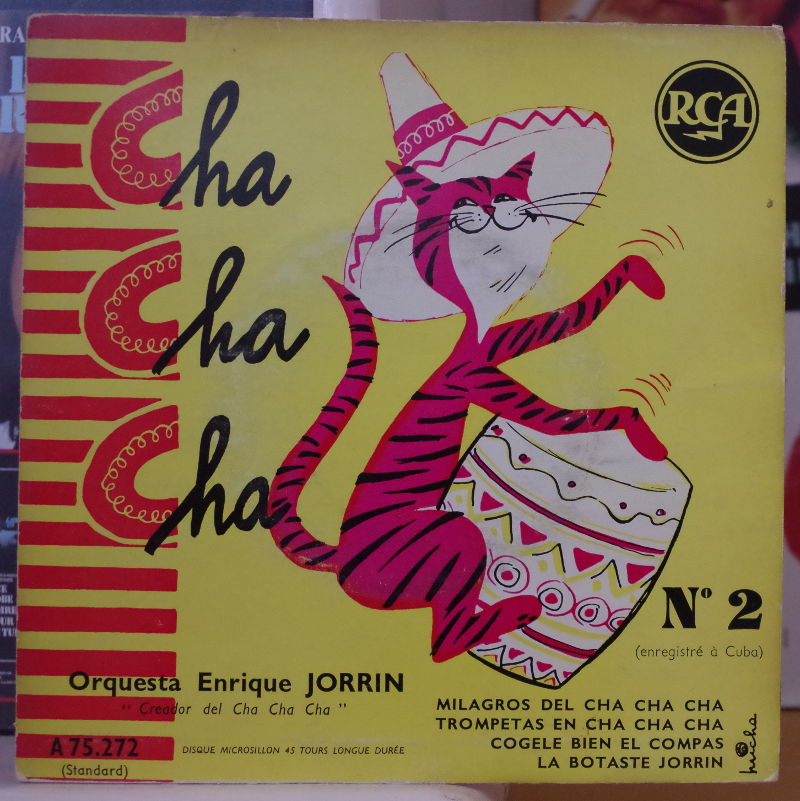 Cha
Cha
Cha
RCA
Nº 2
(enregistré à Cuba)
Orquesta Enrique JORRIN
" Creador del Cha Cha Cha "
MILAGROS DEL CHA CHA CHA
TROMPETAS EN CHA CHA CHA
COGELE BIEN EL COMPAS
LA BOTASTE JORRIN
A 75.272
(Standard)
DISQUE MICROSILLON 45 TOURS LONGUE DURÉE